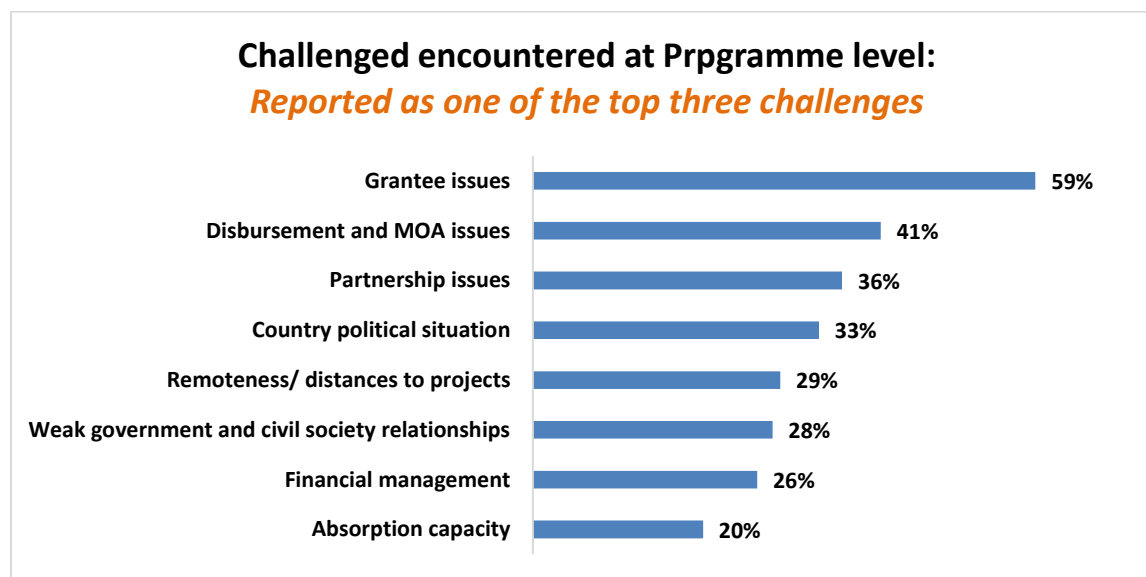 Challenged encountered at Prpgramme level:
Reported as one of the top three challenges
Grantee issues 59%
Disbursement and MOA issues 41%
Partnership issues 36%
Country political situation 33%
Remoteness/ distances to projects 29%
Weak government and civil society relationships 28%
Financial management 26%
Absorption capacity 20%